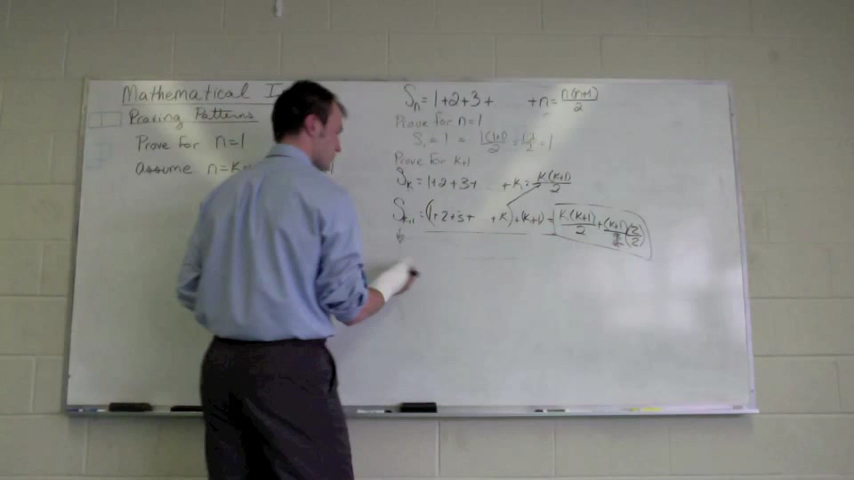 Mathematical I
Proving Patterns
Prove for n=1
assume n=k
Sn = 1+2+3+ +n = n(n+1)/2
Prove for n=1
S1 = 1 = 1(1+1)/2 = 1·2/2 = 1
Prove for k+1
Sk = 1+2+3+ ... + k = k(k+1)/2
Sk+1 = (1+2+3+ +k)+(k+1) = k(k+1)/2 + (k+1)/1 (2/2)